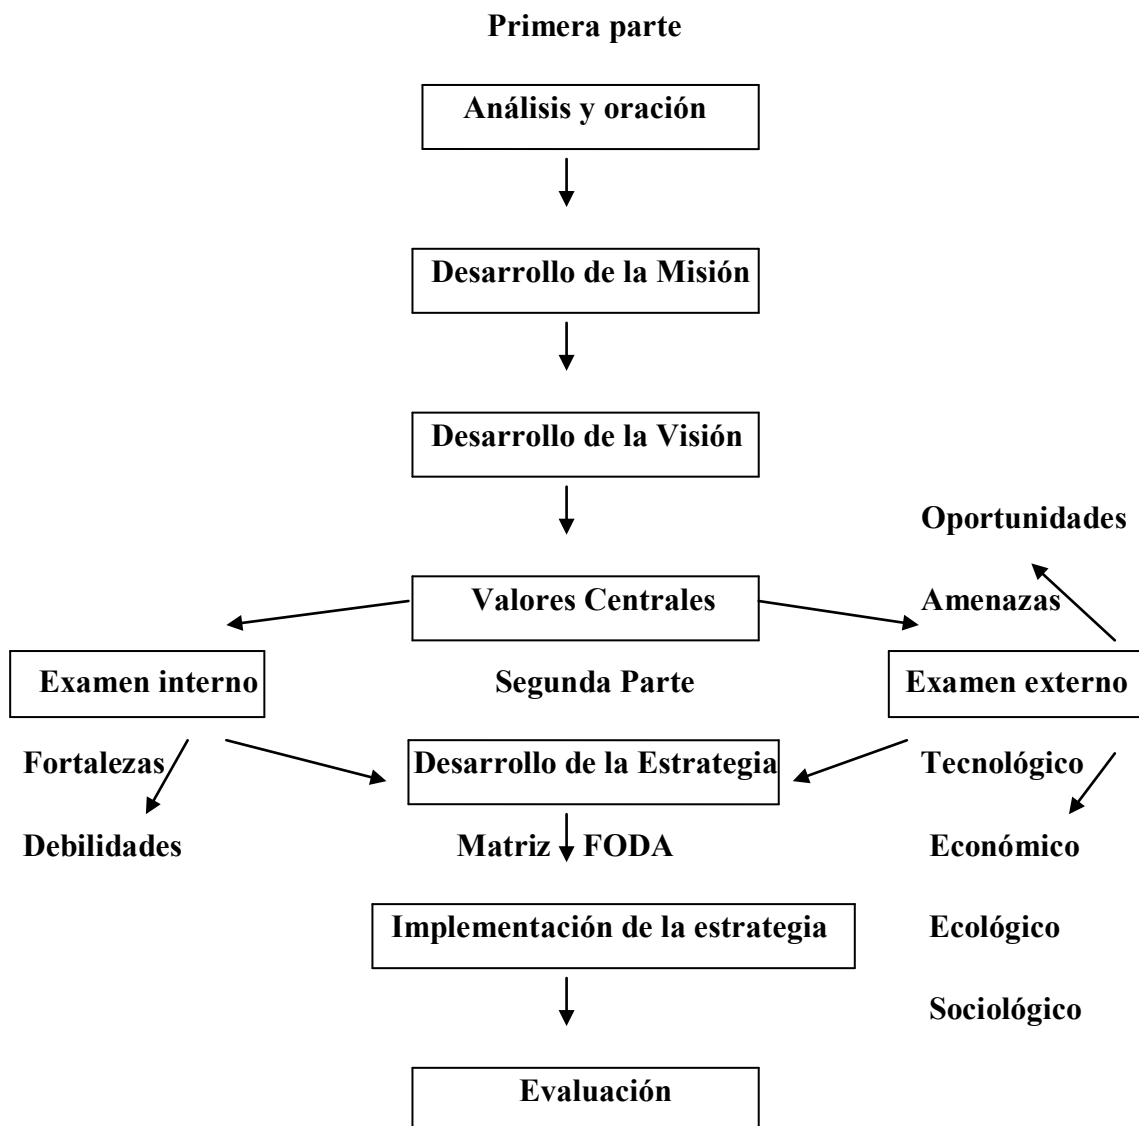 Primera parte
Análisis y oración
Desarrollo de la Misión
Desarrollo de la Visión
Oportunidades
Valores Centrales
Amenazas
Examen interno
Segunda Parte
Examen externo
Fortalezas
Desarrollo de la Estrategia
Tecnológico
Debilidades
Matriz FODA
Económico
Implementación de la estrategia
Ecológico
Sociológico
Evaluación